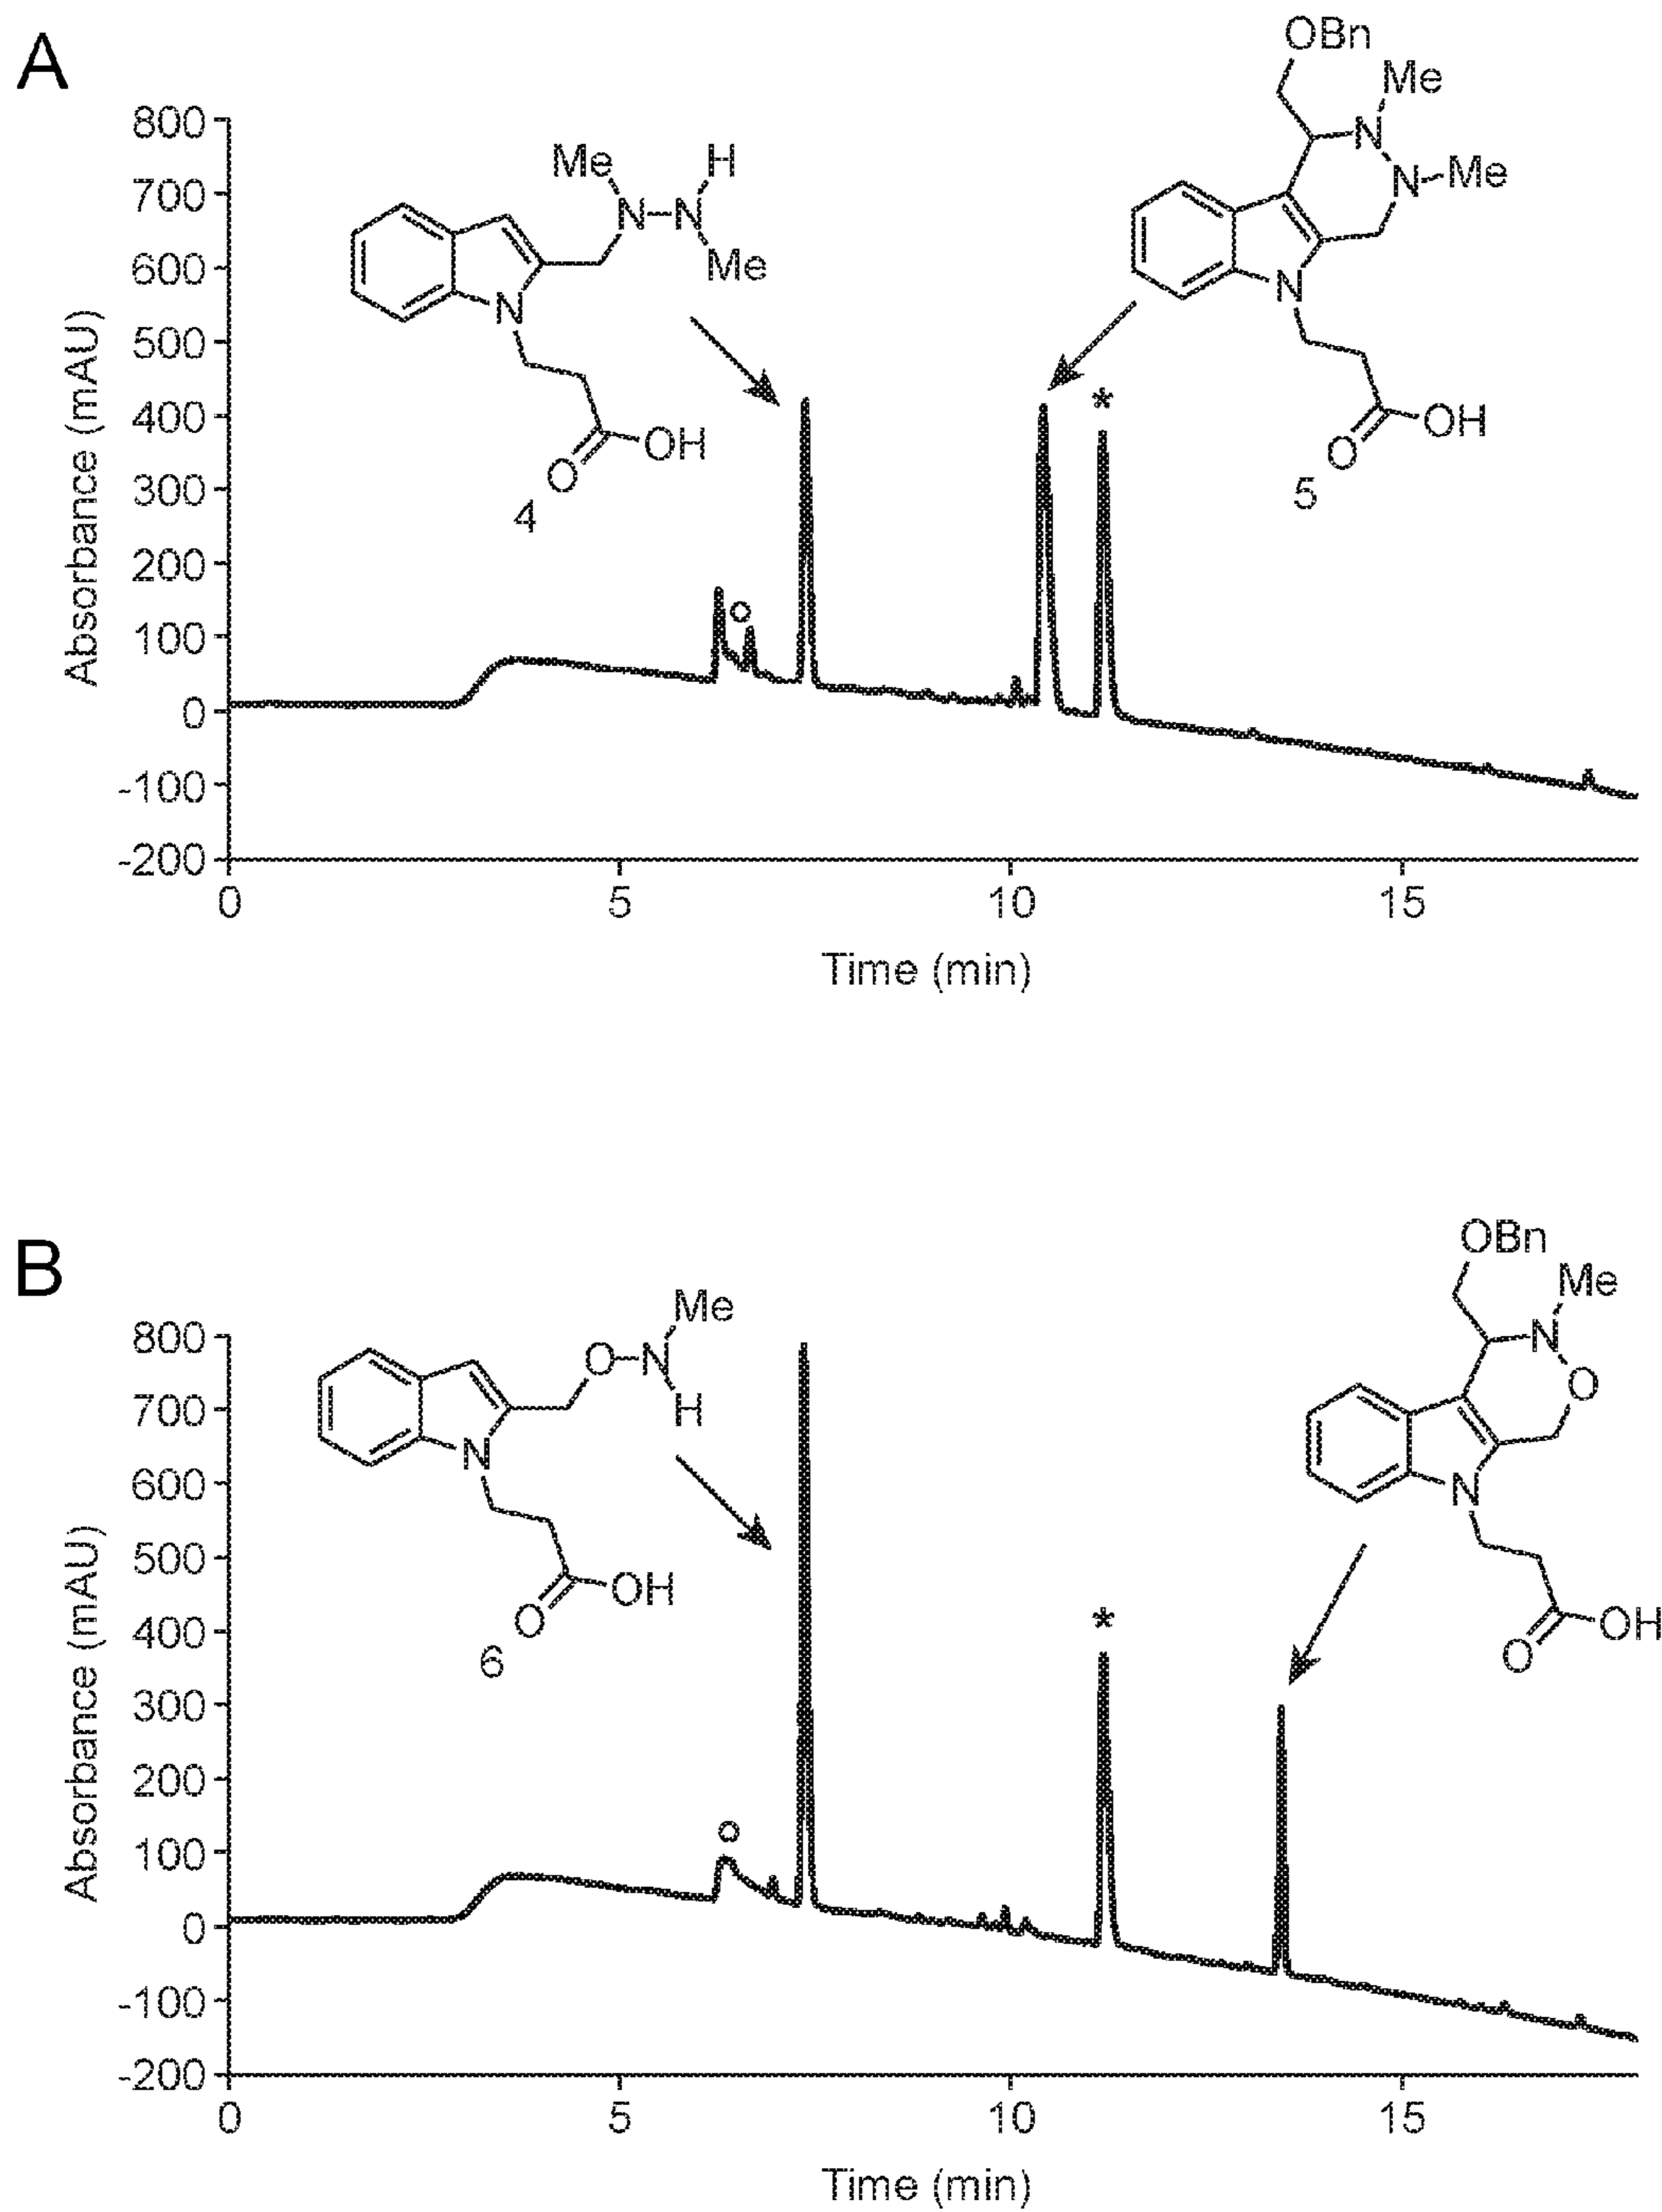 A
OBn
Me
N
N-Me
N
OH
O
5
Me
H
N-N
Me
N
OH
O
4
*
o
800
700
600
500
400
300
200
100
0
-100
-200
0 5 10 15
Absorbance (mAU)
Time (min)
B
OBn
Me
N
O
N
OH
O
Me
O-N
H
N
OH
O
6
*
o
800
700
600
500
400
300
200
100
0
-100
-200
0 5 10 15
Absorbance (mAU)
Time (min)